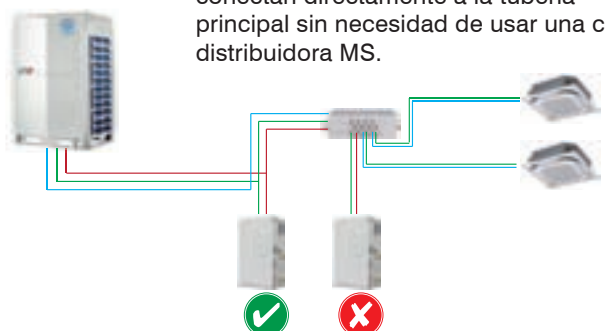 conectan directamente a la tubería
principal sin necesidad de usar una c
distribuidora MS.